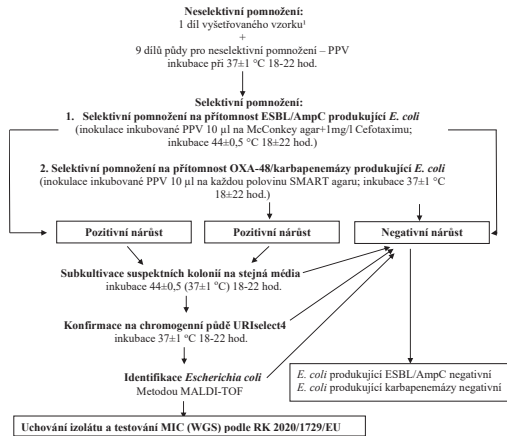 Neselektivní pomnožení:
1 díl vyšetřovaného vzorku¹
+
9 dílů půdy pro neselektivní pomnožení – PPV
inkubace při 37±1 °C 18-22 hod.
Selektivní pomnožení:
1. Selektivní pomnožení na přítomnost ESBL/AmpC produkující E. coli
(inokulace inkubované PPV 10 µl na McConkey agar+1mg/l Cefotaximu;
inkubace 44±0,5 °C 18±22 hod.)
2. Selektivní pomnožení na přítomnost OXA-48/karbapenemázy produkující E. coli
(inokulace inkubované PPV 10 µl na každou polovinu SMART agaru; inkubace 37±1 °C
18±22 hod.)
Pozitivní nárůst
Pozitivní nárůst
Negativní nárůst
Subkultivace suspektních kolonií na stejná média
inkubace 44±0,5 (37±1 °C) 18-22 hod.
Konfirmace na chromogenní půdě URIselect4
inkubace 37±1 °C 18-22 hod.
Identifikace Escherichia coli
Metodou MALDI-TOF
E. coli produkující ESBL/AmpC negativní
E. coli produkující karbapenemázy negativní
Uchování izolátu a testování MIC (WGS) podle RK 2020/1729/EU